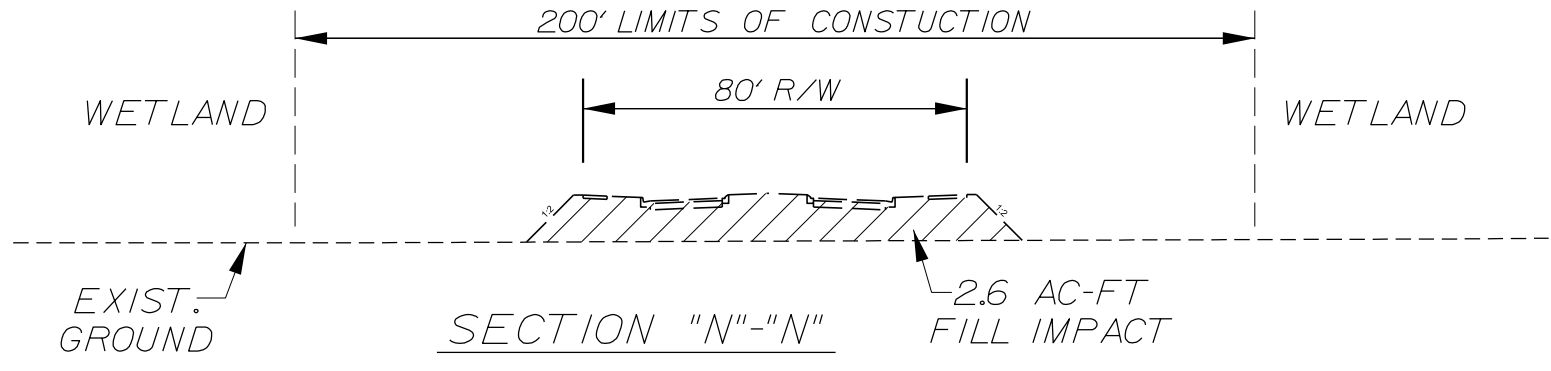 200' LIMITS OF CONSTUCTION
80' R/W
WETLAND
WETLAND
1:2
1:2
EXIST.
GROUND
SECTION "N"-"N"
2.6 AC-FT
FILL IMPACT